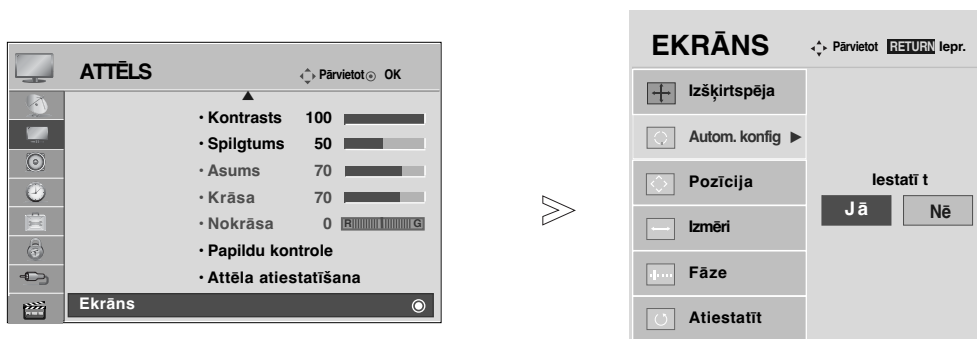 ATTĒLS
Pārvietot OK
· Kontrasts 100
· Spilgtums 50
· Asums 70
· Krāsa 70
· Nokrāsa 0 R G
· Papildu kontrole
· Attēla atiestatīšana
Ekrāns
EKRĀNS
Pārvietot RETURN Iepr.
Izšķirtspēja
Autom. konfig ►
Pozīcija
Izmēri
Fāze
Atiestatīt
Iestatī t
Jā Nē